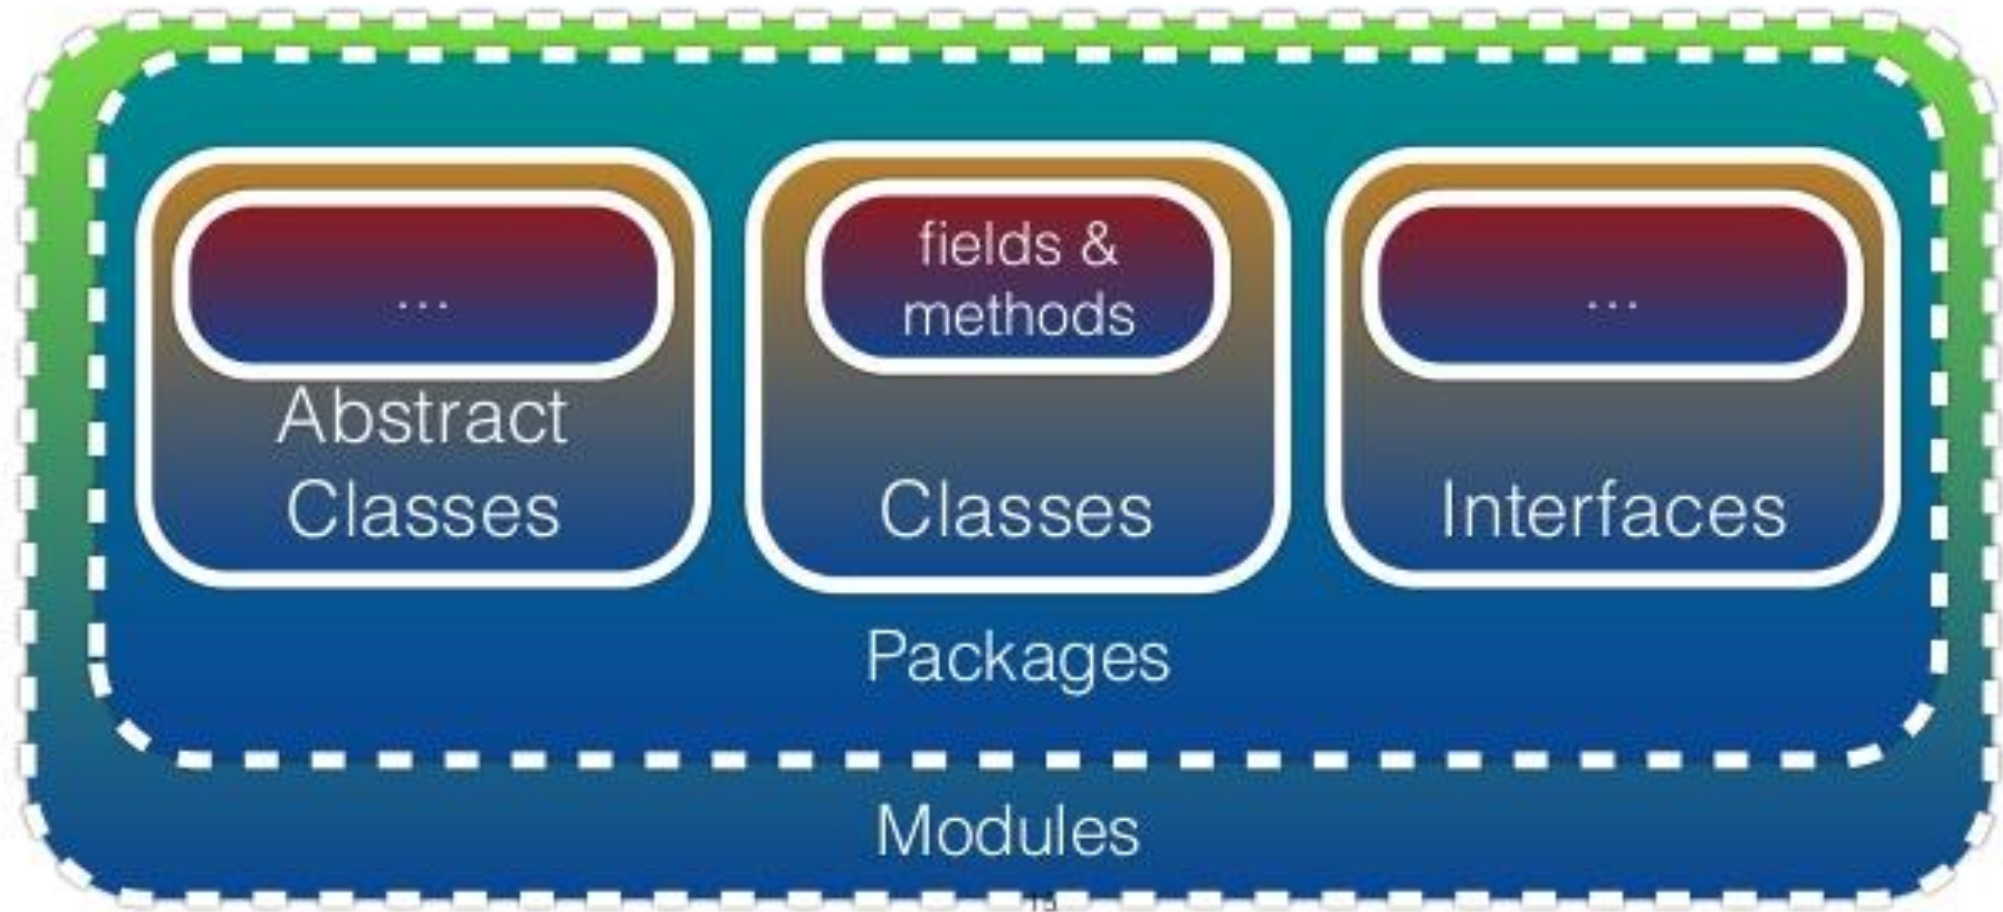 ...
fields &
methods
...
Abstract
Classes
Classes
Interfaces
Packages
Modules